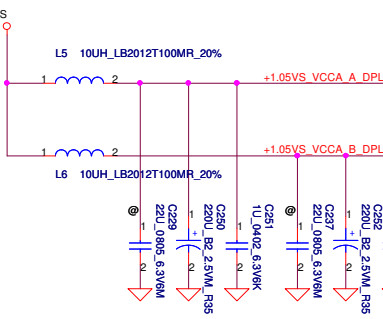 S
L5 10UH_LB2012T100MR_20%
1 2
+1.05VS_VCCA_A_DPL
1 2
+1.05VS_VCCA_B_DPL
L6 10UH_LB2012T100MR_20%
@
1
2
C229
22U_0805_6.3V6M
1
+
2
C250
220U_B2_2.5VM_R35
1
2
C251
1U_0402_6.3V6K
@
1
2
C237
22U_0805_6.3V6M
1
+
2
C252
220U_B2_2.5VM_R35